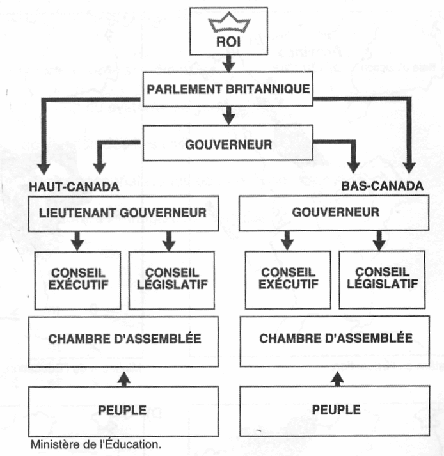 ROI
PARLEMENT BRITANNIQUE
GOUVERNEUR
HAUT-CANADA
BAS-CANADA
LIEUTENANT GOUVERNEUR
GOUVERNEUR
CONSEIL
EXÉCUTIF
CONSEIL
LÉGISLATIF
CONSEIL
EXÉCUTIF
CONSEIL
LÉGISLATIF
CHAMBRE D'ASSEMBLÉE
CHAMBRE D'ASSEMBLÉE
PEUPLE
PEUPLE
Ministère de l'Éducation.